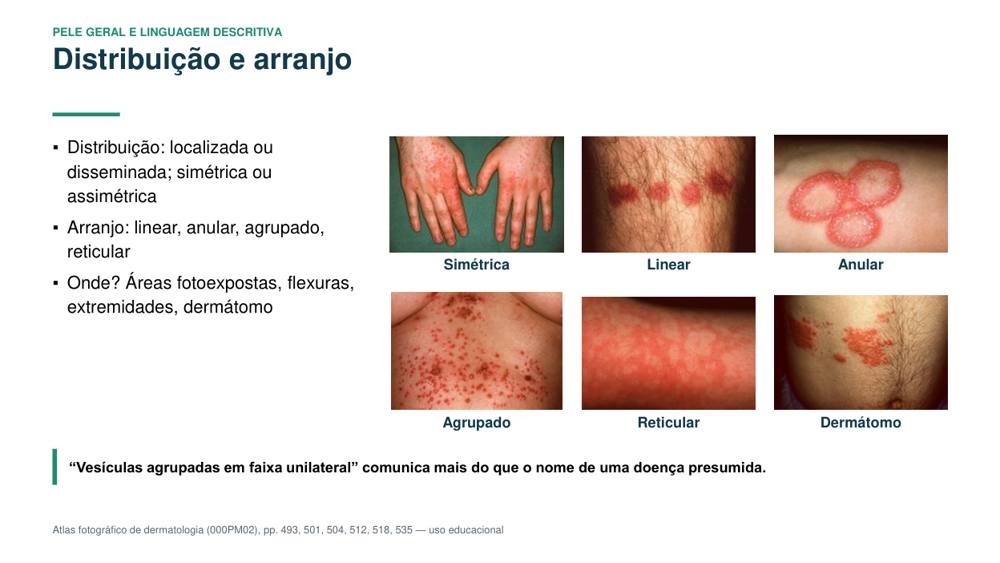 PELE GERAL E LINGUAGEM DESCRITIVA
Distribuição e arranjo
▪ Distribuição: localizada ou
disseminada; simétrica ou
assimétrica
▪ Arranjo: linear, anular, agrupado,
reticular
▪ Onde? Áreas fotoexpostas, flexuras,
extremidades, dermátomo
Simétrica
Linear
Anular
Agrupado
Reticular
Dermátomo
“Vesículas agrupadas em faixa unilateral” comunica mais do que o nome de uma doença presumida.
Atlas fotográfico de dermatologia (000PM02), pp. 493, 501, 504, 512, 518, 535 — uso educacional